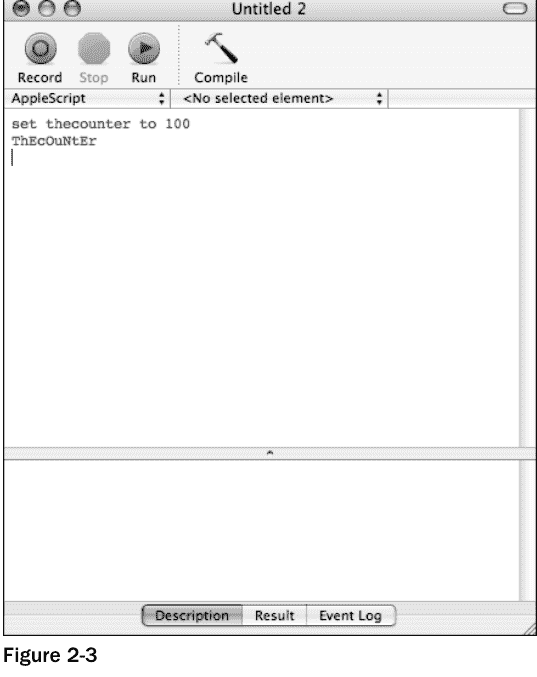 Untitled 2
Record Stop Run Compile
AppleScript <No selected element>
set thecounter to 100
ThEcOuNtEr
Description Result Event Log
Figure 2-3